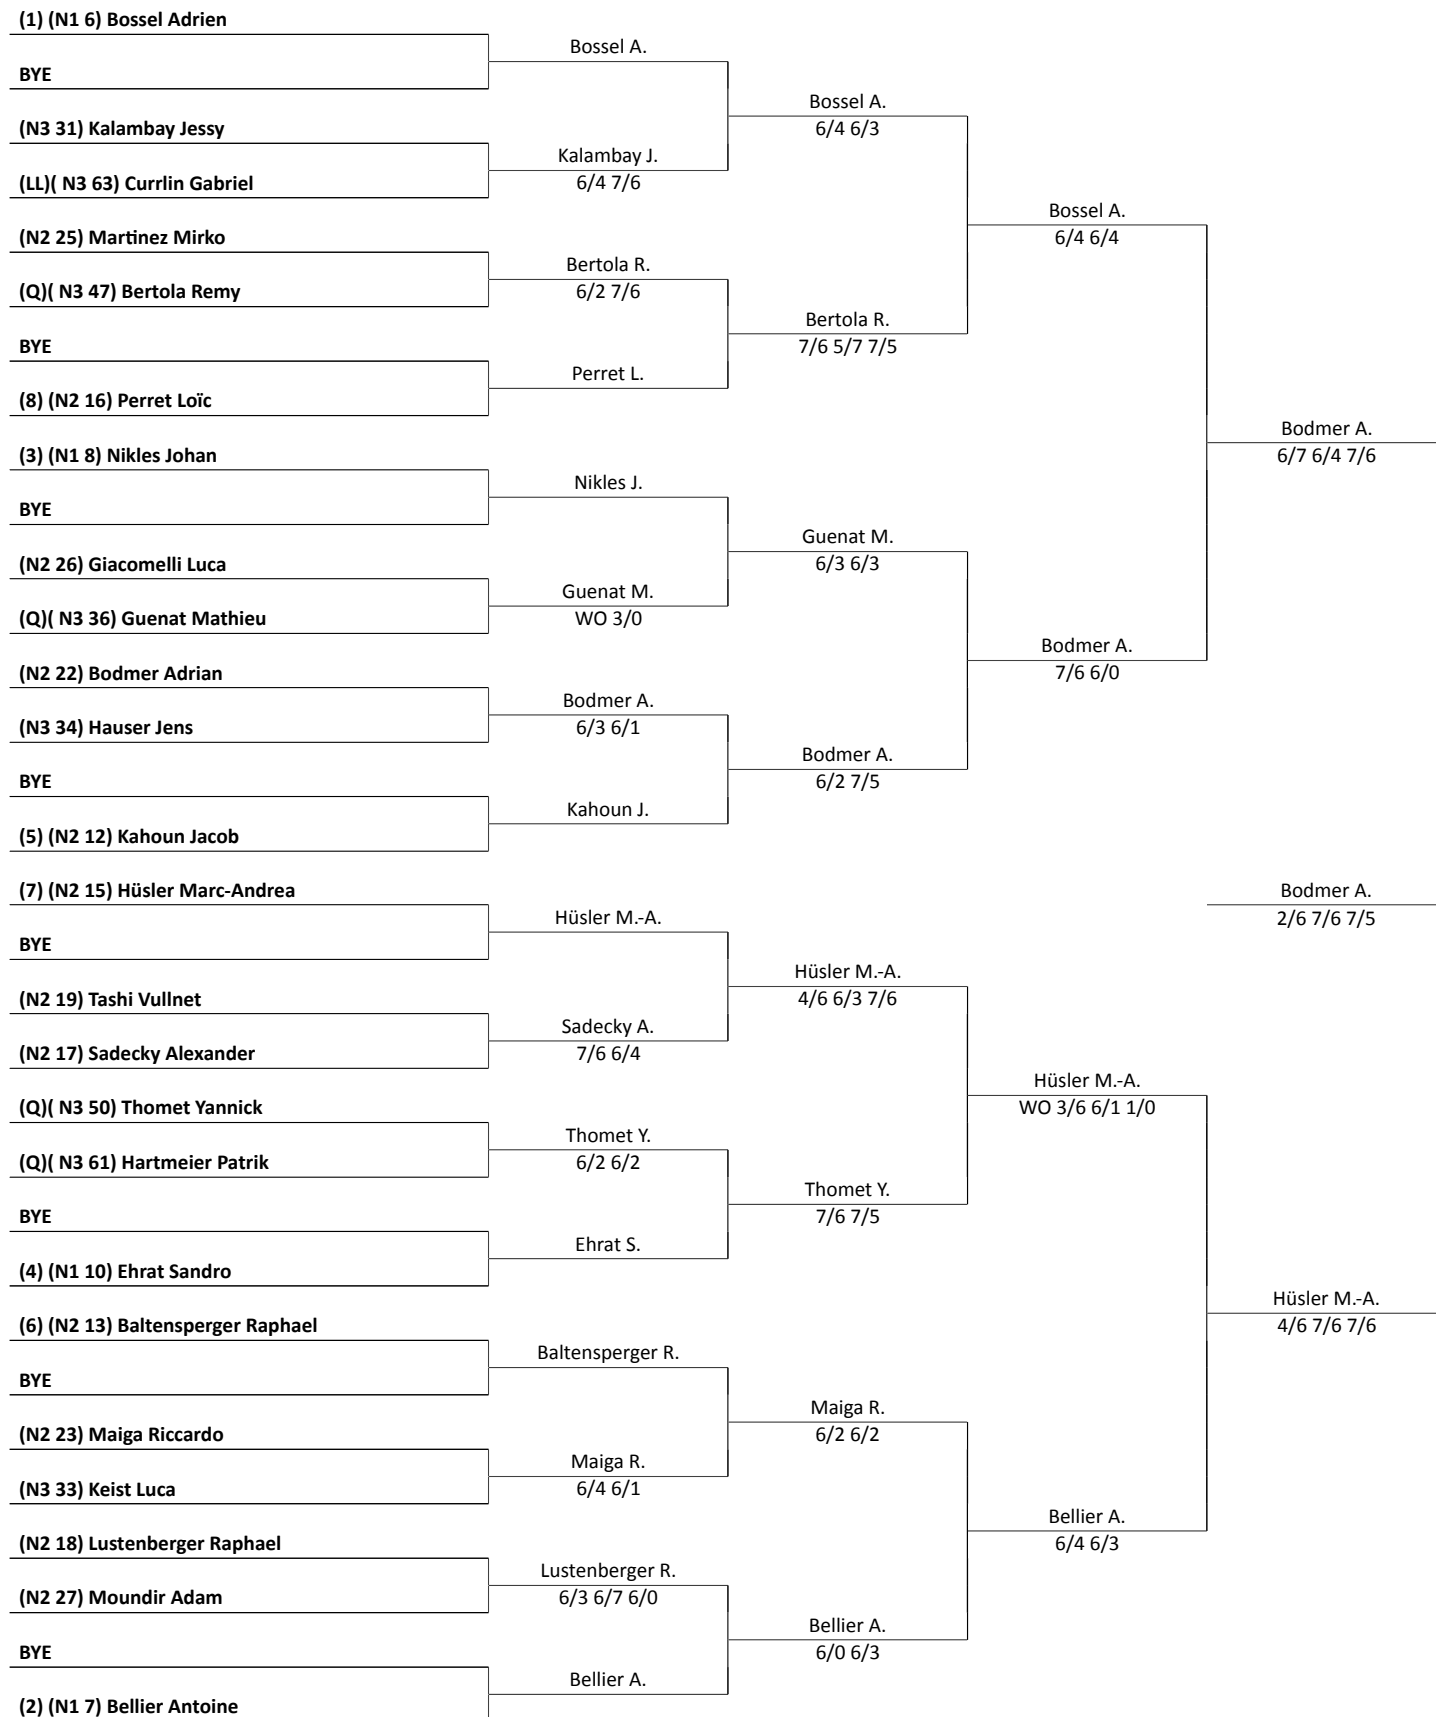 (1) (N1 6) Bossel Adrien
Bossel A.
BYE
Bossel A.
6/4 6/3
(N3 31) Kalambay Jessy
Kalambay J.
6/4 7/6
(LL)( N3 63) Currlin Gabriel
Bossel A.
6/4 6/4
(N2 25) Martinez Mirko
Bertola R.
6/2 7/6
(Q)( N3 47) Bertola Remy
Bertola R.
7/6 5/7 7/5
BYE
Perret L.
(8) (N2 16) Perret Loïc
Bodmer A.
6/7 6/4 7/6
(3) (N1 8) Nikles Johan
Nikles J.
BYE
Guenat M.
6/3 6/3
(N2 26) Giacomelli Luca
Guenat M.
WO 3/0
(Q)( N3 36) Guenat Mathieu
Bodmer A.
7/6 6/0
(N2 22) Bodmer Adrian
Bodmer A.
6/3 6/1
(N3 34) Hauser Jens
Bodmer A.
6/2 7/5
BYE
Kahoun J.
(5) (N2 12) Kahoun Jacob
(7) (N2 15) Hüsler Marc-Andrea
Bodmer A.
2/6 7/6 7/5
Hüsler M.-A.
BYE
Hüsler M.-A.
4/6 6/3 7/6
(N2 19) Tashi Vullnet
Sadecky A.
7/6 6/4
(N2 17) Sadecky Alexander
Hüsler M.-A.
WO 3/6 6/1 1/0
(Q)( N3 50) Thomet Yannick
Thomet Y.
6/2 6/2
(Q)( N3 61) Hartmeier Patrik
Thomet Y.
7/6 7/5
BYE
Ehrat S.
(4) (N1 10) Ehrat Sandro
Hüsler M.-A.
4/6 7/6 7/6
(6) (N2 13) Baltensperger Raphael
Baltensperger R.
BYE
Maiga R.
6/2 6/2
(N2 23) Maiga Riccardo
Maiga R.
6/4 6/1
(N3 33) Keist Luca
Bellier A.
6/4 6/3
(N2 18) Lustenberger Raphael
Lustenberger R.
6/3 6/7 6/0
(N2 27) Moundir Adam
Bellier A.
6/0 6/3
BYE
Bellier A.
(2) (N1 7) Bellier Antoine